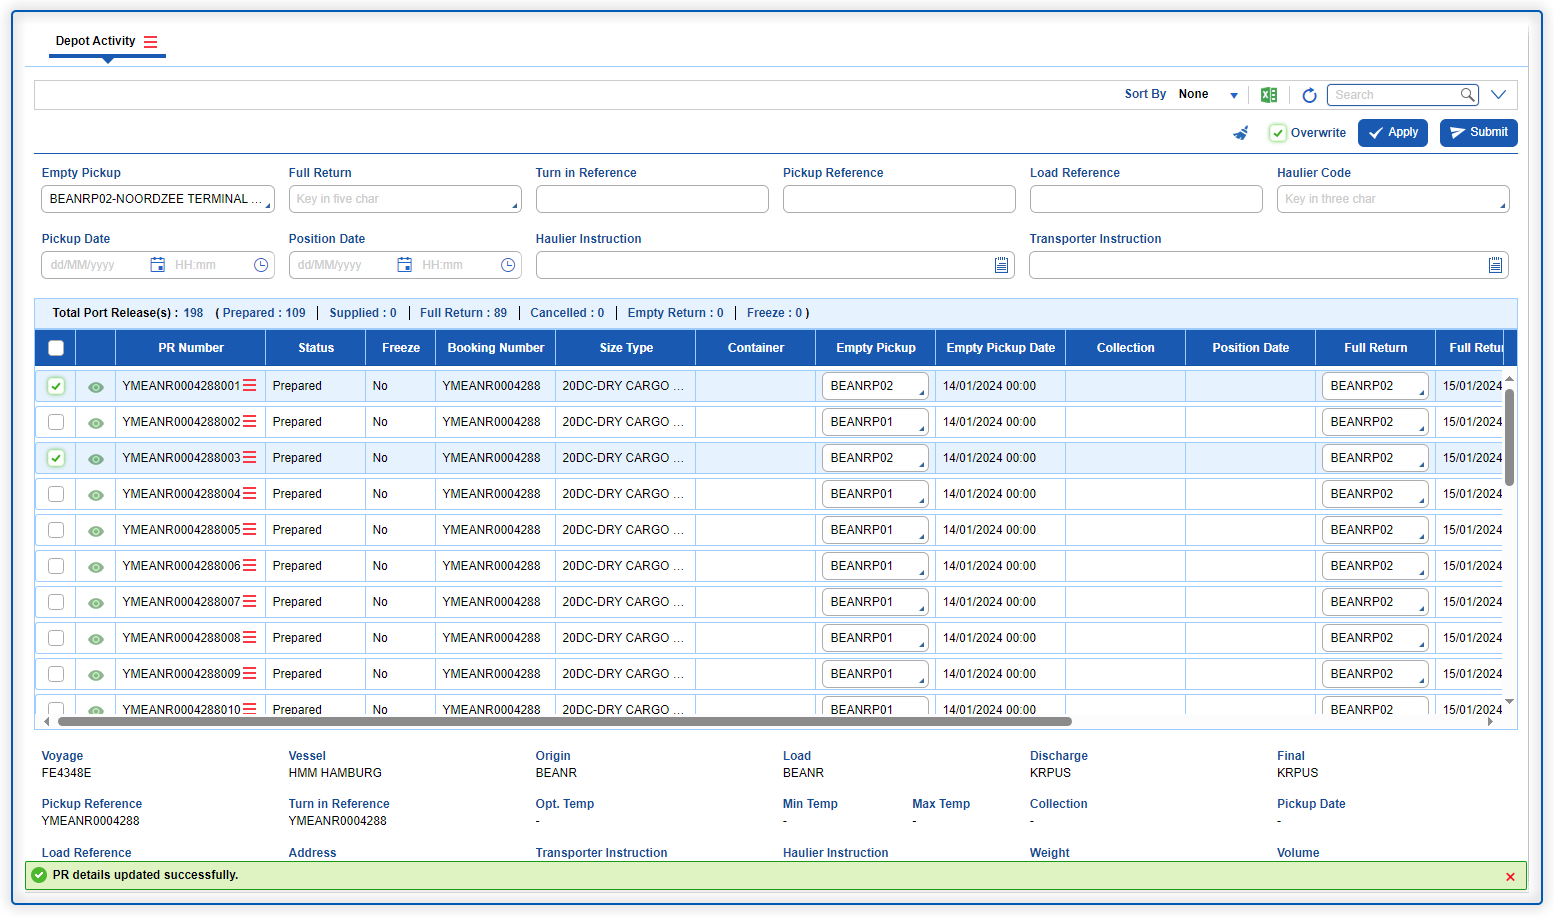 Depot Activity
Sort By None Search
Overwrite Apply Submit
Empty Pickup Full Return Turn in Reference Pickup Reference Load Reference Haulier Code
BEANRP02-NOORDZEE TERMINAL ... Key in five char Key in three char
Pickup Date Position Date Haulier Instruction Transporter Instruction
dd/MM/yyyy HH:mm dd/MM/yyyy HH:mm
Total Port Release(s) : 198 ( Prepared : 109 | Supplied : 0 | Full Return : 89 | Cancelled : 0 | Empty Return : 0 | Freeze : 0 )
PR Number Status Freeze Booking Number Size Type Container Empty Pickup Empty Pickup Date Collection Position Date Full Return Full Retur
YMEANR0004288001 Prepared No YMEANR0004288 20DC-DRY CARGO ... BEANRP02 14/01/2024 00:00 BEANRP02 15/01/2024
YMEANR0004288002 Prepared No YMEANR0004288 20DC-DRY CARGO ... BEANRP01 14/01/2024 00:00 BEANRP02 15/01/2024
YMEANR0004288003 Prepared No YMEANR0004288 20DC-DRY CARGO ... BEANRP02 14/01/2024 00:00 BEANRP02 15/01/2024
YMEANR0004288004 Prepared No YMEANR0004288 20DC-DRY CARGO ... BEANRP01 14/01/2024 00:00 BEANRP02 15/01/2024
YMEANR0004288005 Prepared No YMEANR0004288 20DC-DRY CARGO ... BEANRP01 14/01/2024 00:00 BEANRP02 15/01/2024
YMEANR0004288006 Prepared No YMEANR0004288 20DC-DRY CARGO ... BEANRP01 14/01/2024 00:00 BEANRP02 15/01/2024
YMEANR0004288007 Prepared No YMEANR0004288 20DC-DRY CARGO ... BEANRP01 14/01/2024 00:00 BEANRP02 15/01/2024
YMEANR0004288008 Prepared No YMEANR0004288 20DC-DRY CARGO ... BEANRP01 14/01/2024 00:00 BEANRP02 15/01/2024
YMEANR0004288009 Prepared No YMEANR0004288 20DC-DRY CARGO ... BEANRP01 14/01/2024 00:00 BEANRP02 15/01/2024
YMEANR0004288010 Prepared No YMEANR0004288 20DC-DRY CARGO ... BEANRP01 14/01/2024 00:00 BEANRP02 15/01/2024
Voyage Vessel Origin Load Discharge Final
FE4348E HMM HAMBURG BEANR BEANR KRPUS KRPUS
Pickup Reference Turn in Reference Opt. Temp Min Temp Max Temp Collection Pickup Date
YMEANR0004288 YMEANR0004288 - - - - -
Load Reference Address Transporter Instruction Haulier Instruction Weight Volume
PR details updated successfully.